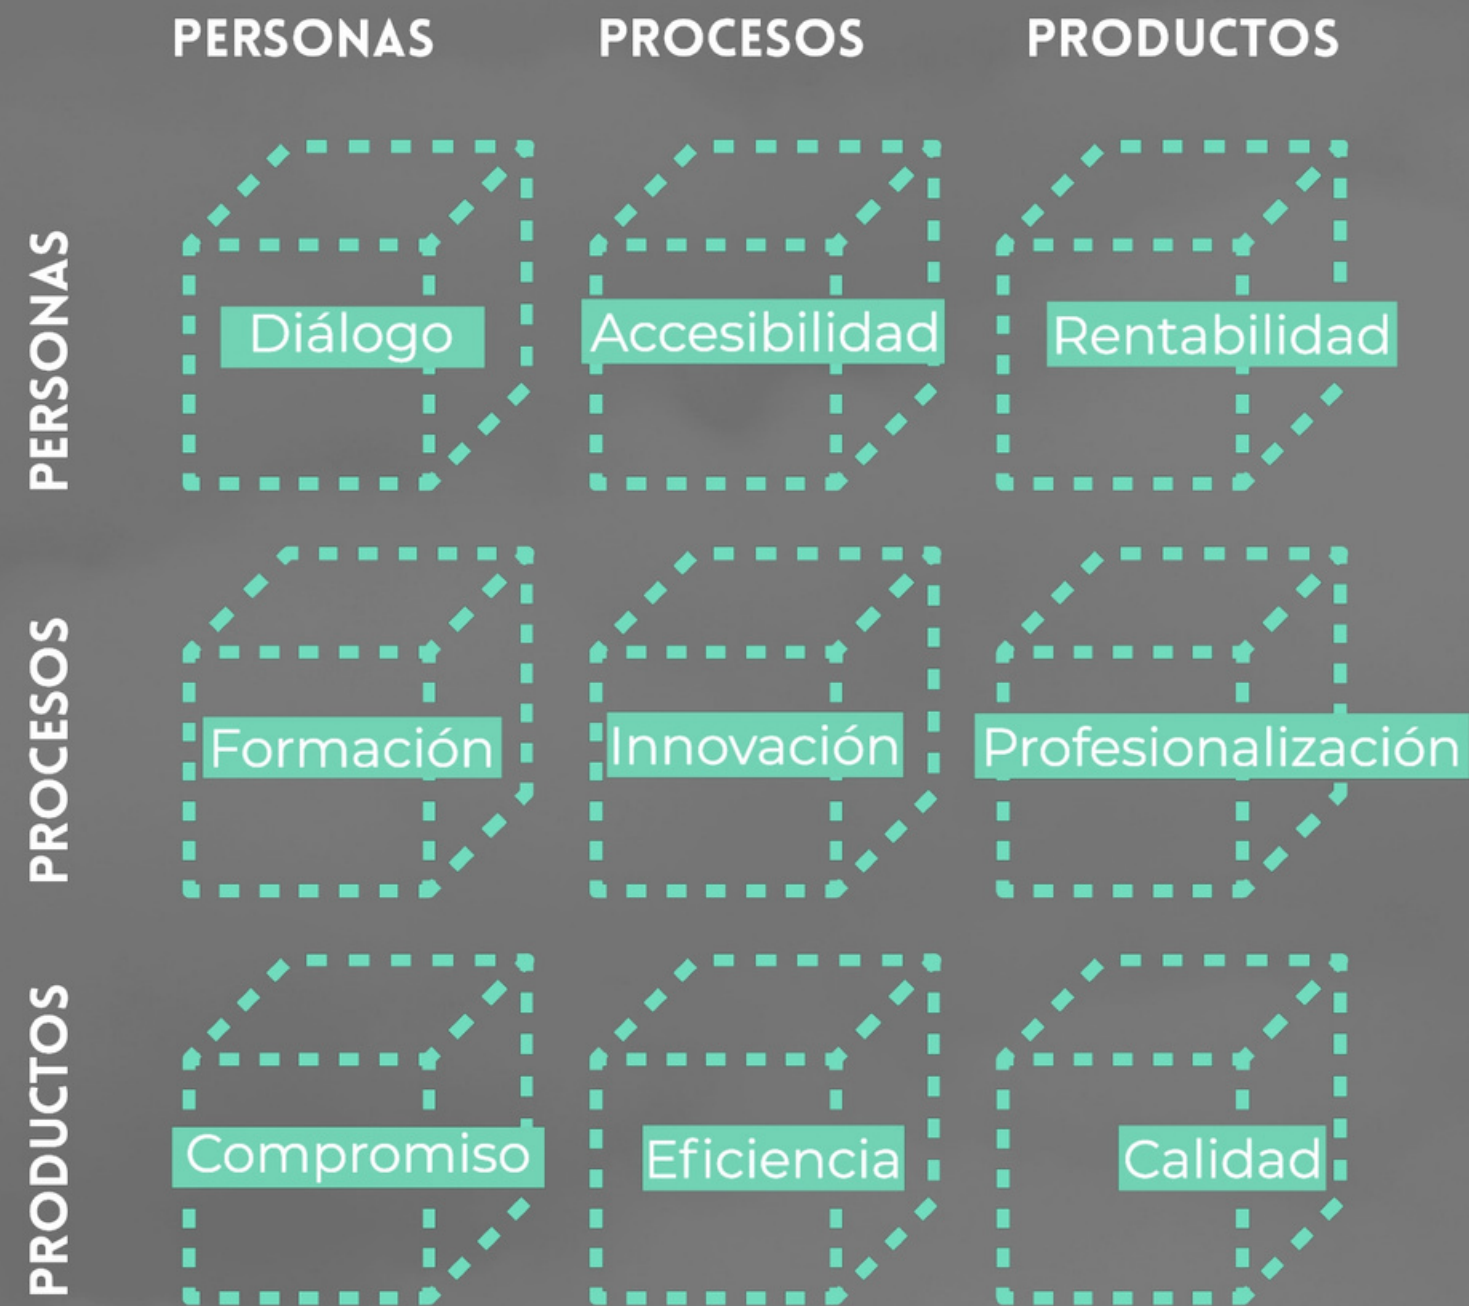 PERSONAS PROCESOS PRODUCTOS
PERSONAS
Diálogo Accesibilidad Rentabilidad
PROCESOS
Formación Innovación Profesionalización
PRODUCTOS
Compromiso Eficiencia Calidad